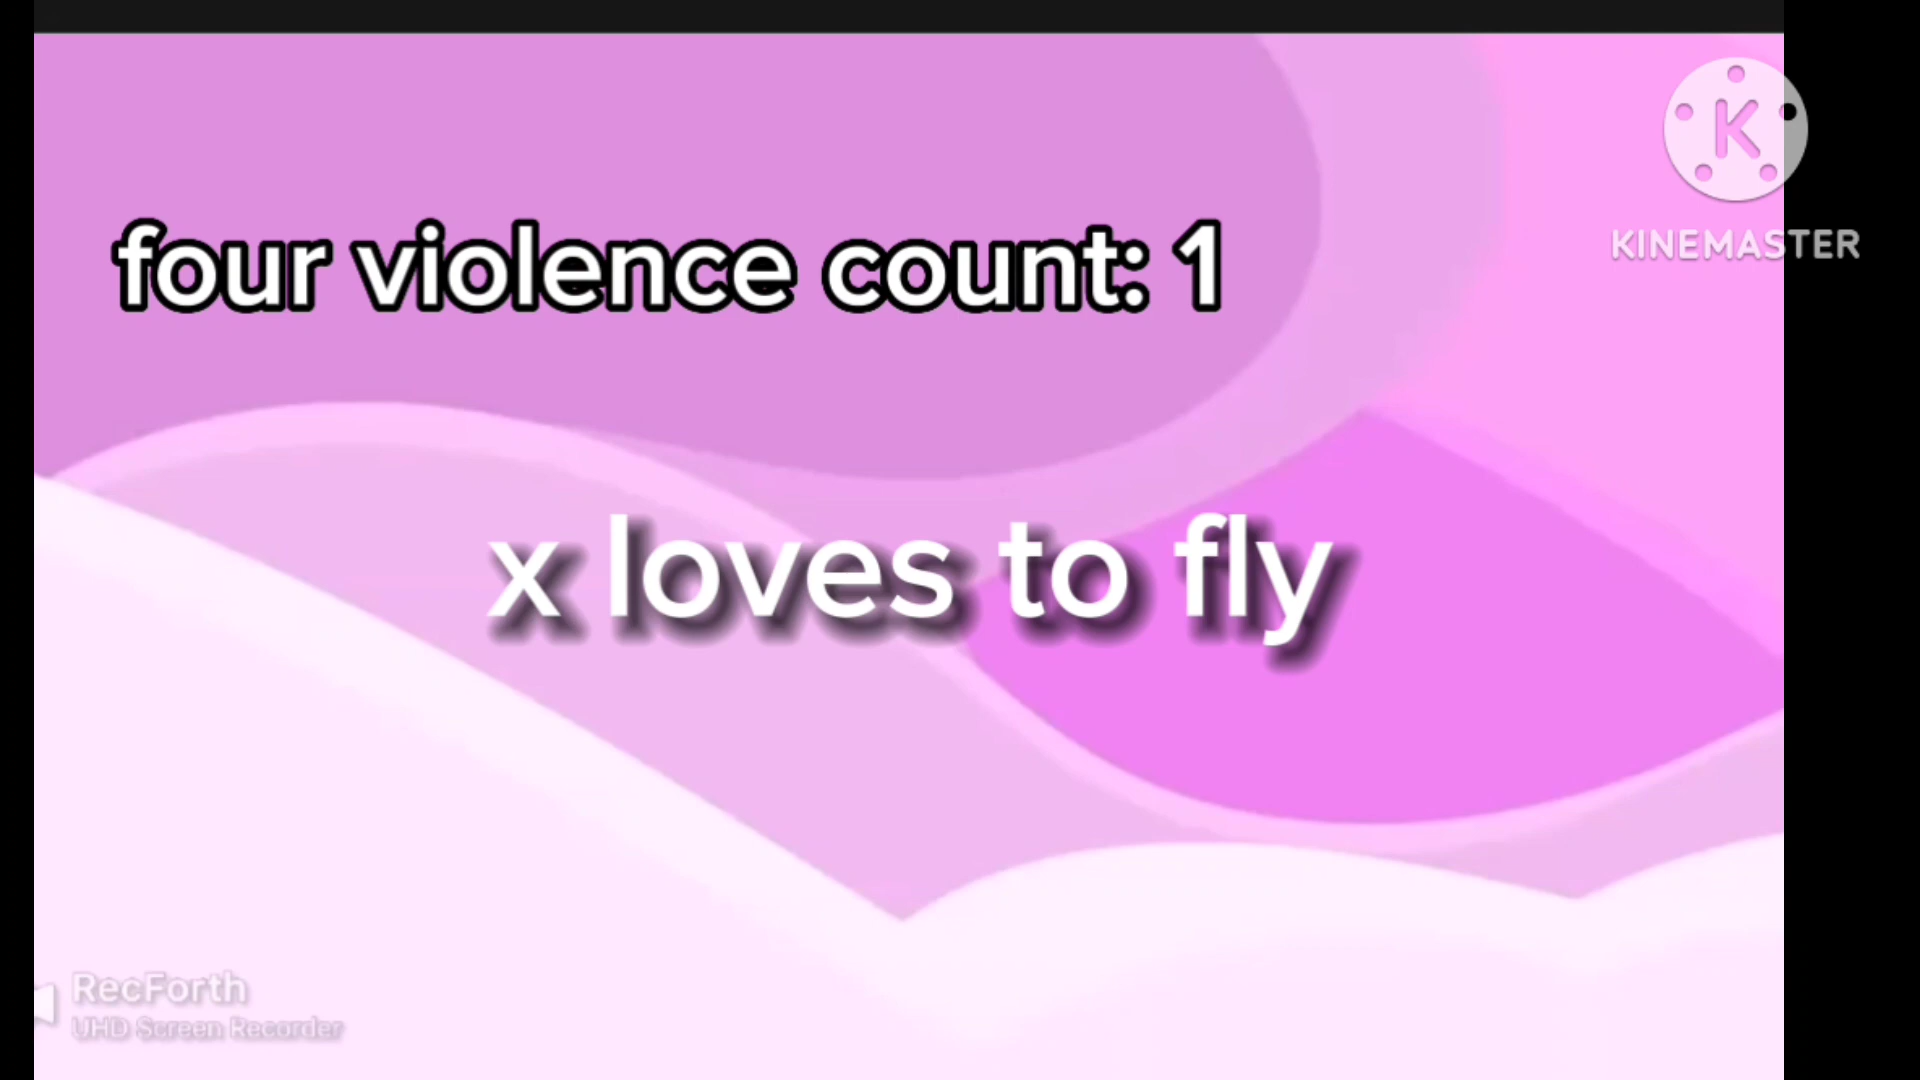 K
KINEMASTER
four violence count: 1
x loves to fly
RecForth
UHD Screen Recorder